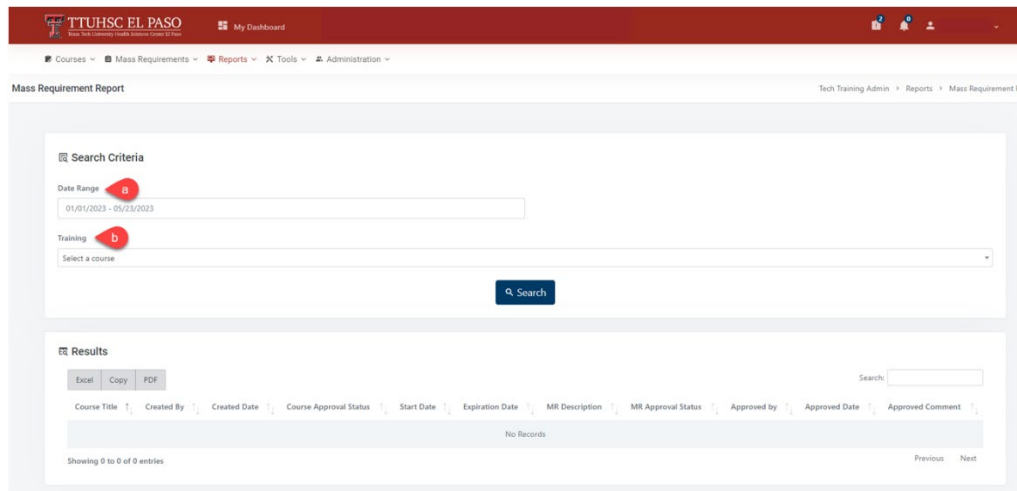 TTUHSC EL PASO My Dashboard 2 0
Texas Tech University Health Sciences Center El Paso
Courses Mass Requirements Reports Tools Administration
Mass Requirement Report Tech Training Admin > Reports > Mass Requirement
Search Criteria
Date Range a
01/01/2023 - 05/23/2023
Training b
Select a course
Search
Results
Excel Copy PDF Search:
Course Title Created By Created Date Course Approval Status Start Date Expiration Date MR Description MR Approval Status Approved by Approved Date Approved Comment
No Records
Showing 0 to 0 of 0 entries Previous Next